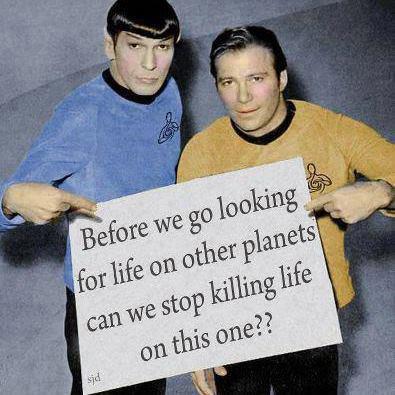 Before we go looking
for life on other planets
can we stop killing life
on this one??
sjd